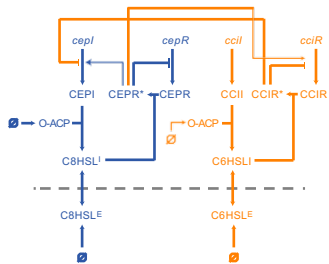 cepI cepR cciI cciR
CEPI CEPR* CEPR CCII CCIR* CCIR
Ø O-ACP O-ACP
Ø
C8HSLᴵ C6HSLI
C8HSLᴱ C6HSLᴱ
Ø Ø